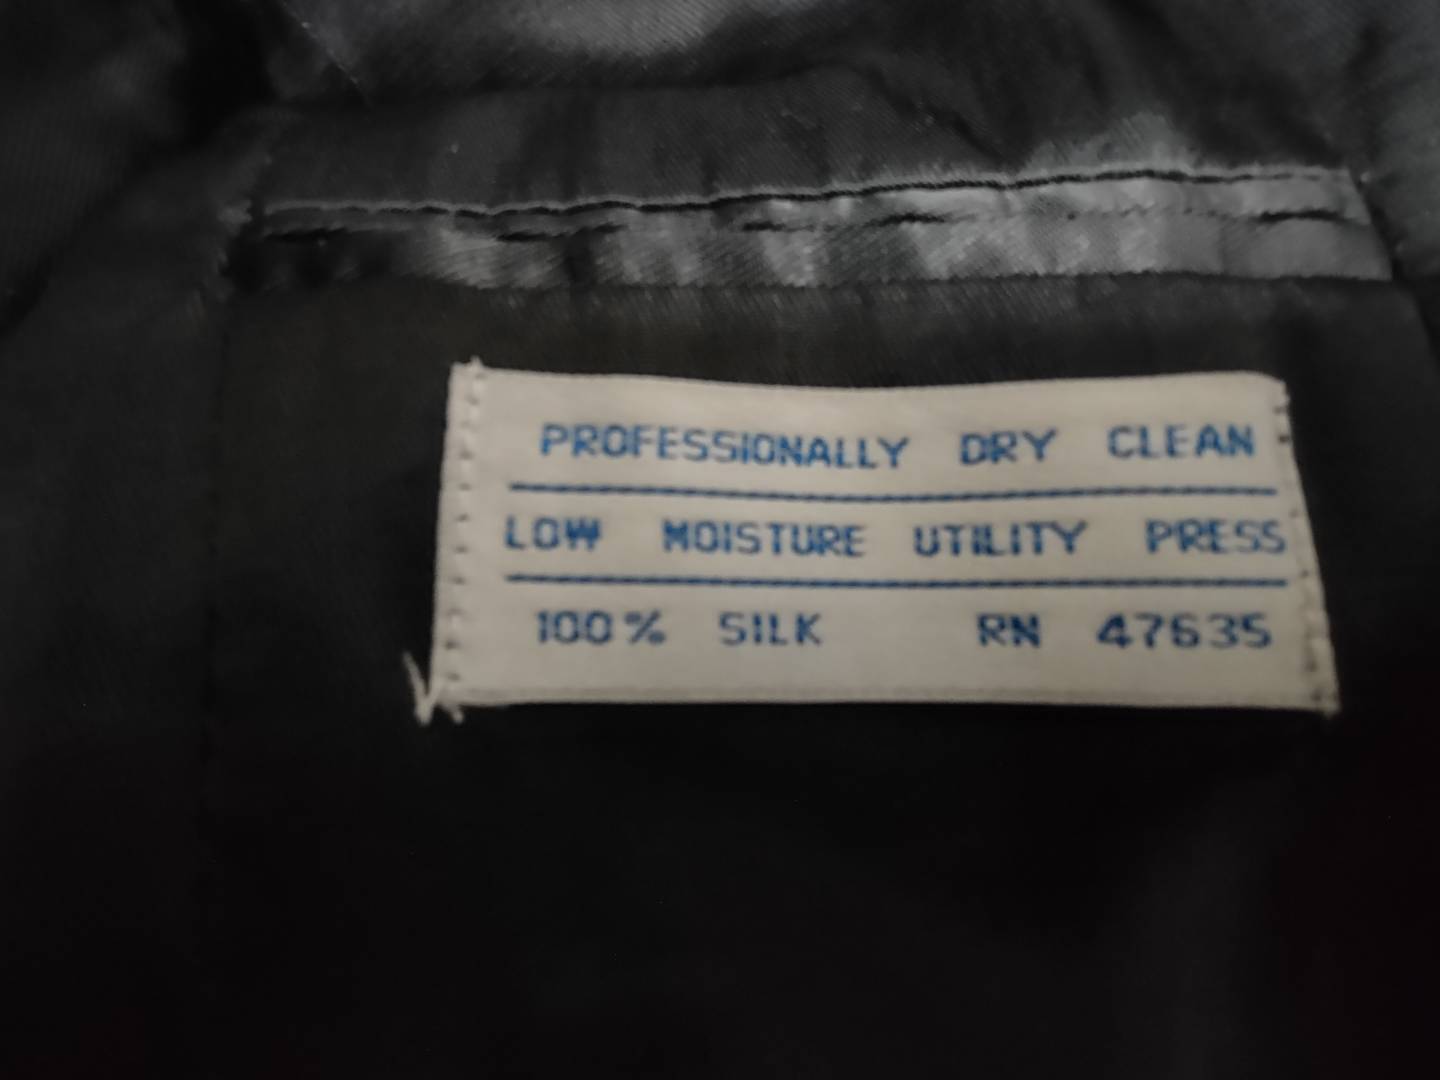 PROFESSIONALLY DRY CLEAN
LOW MOISTURE UTILITY PRESS
100% SILK RN 47635